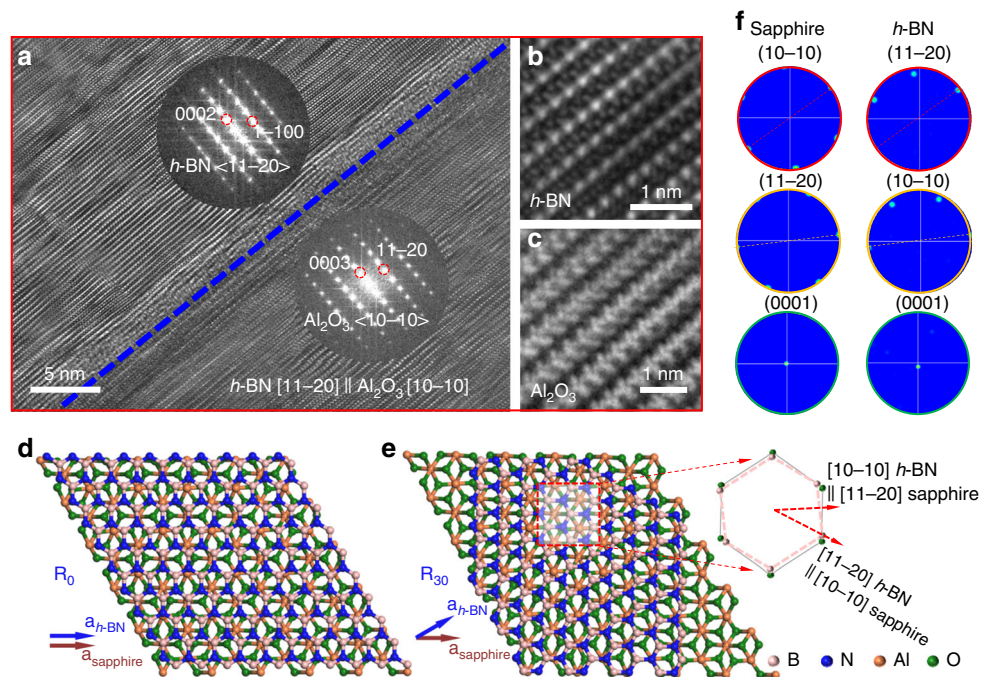 a
0002
1–100
h-BN <11–20>
0003
11–20
Al2O3 <10–10>
5 nm
h-BN [11–20] || Al2O3 [10–10]
b
h-BN
1 nm
c
Al2O3
1 nm
f
Sapphire
(10–10)
h-BN
(11–20)
(11–20)
(10–10)
(0001)
(0001)
d
R0
ah-BN
asapphire
e
R30
ah-BN
asapphire
[10–10] h-BN
|| [11–20] sapphire
[11–20] h-BN
|| [10–10] sapphire
B N Al O